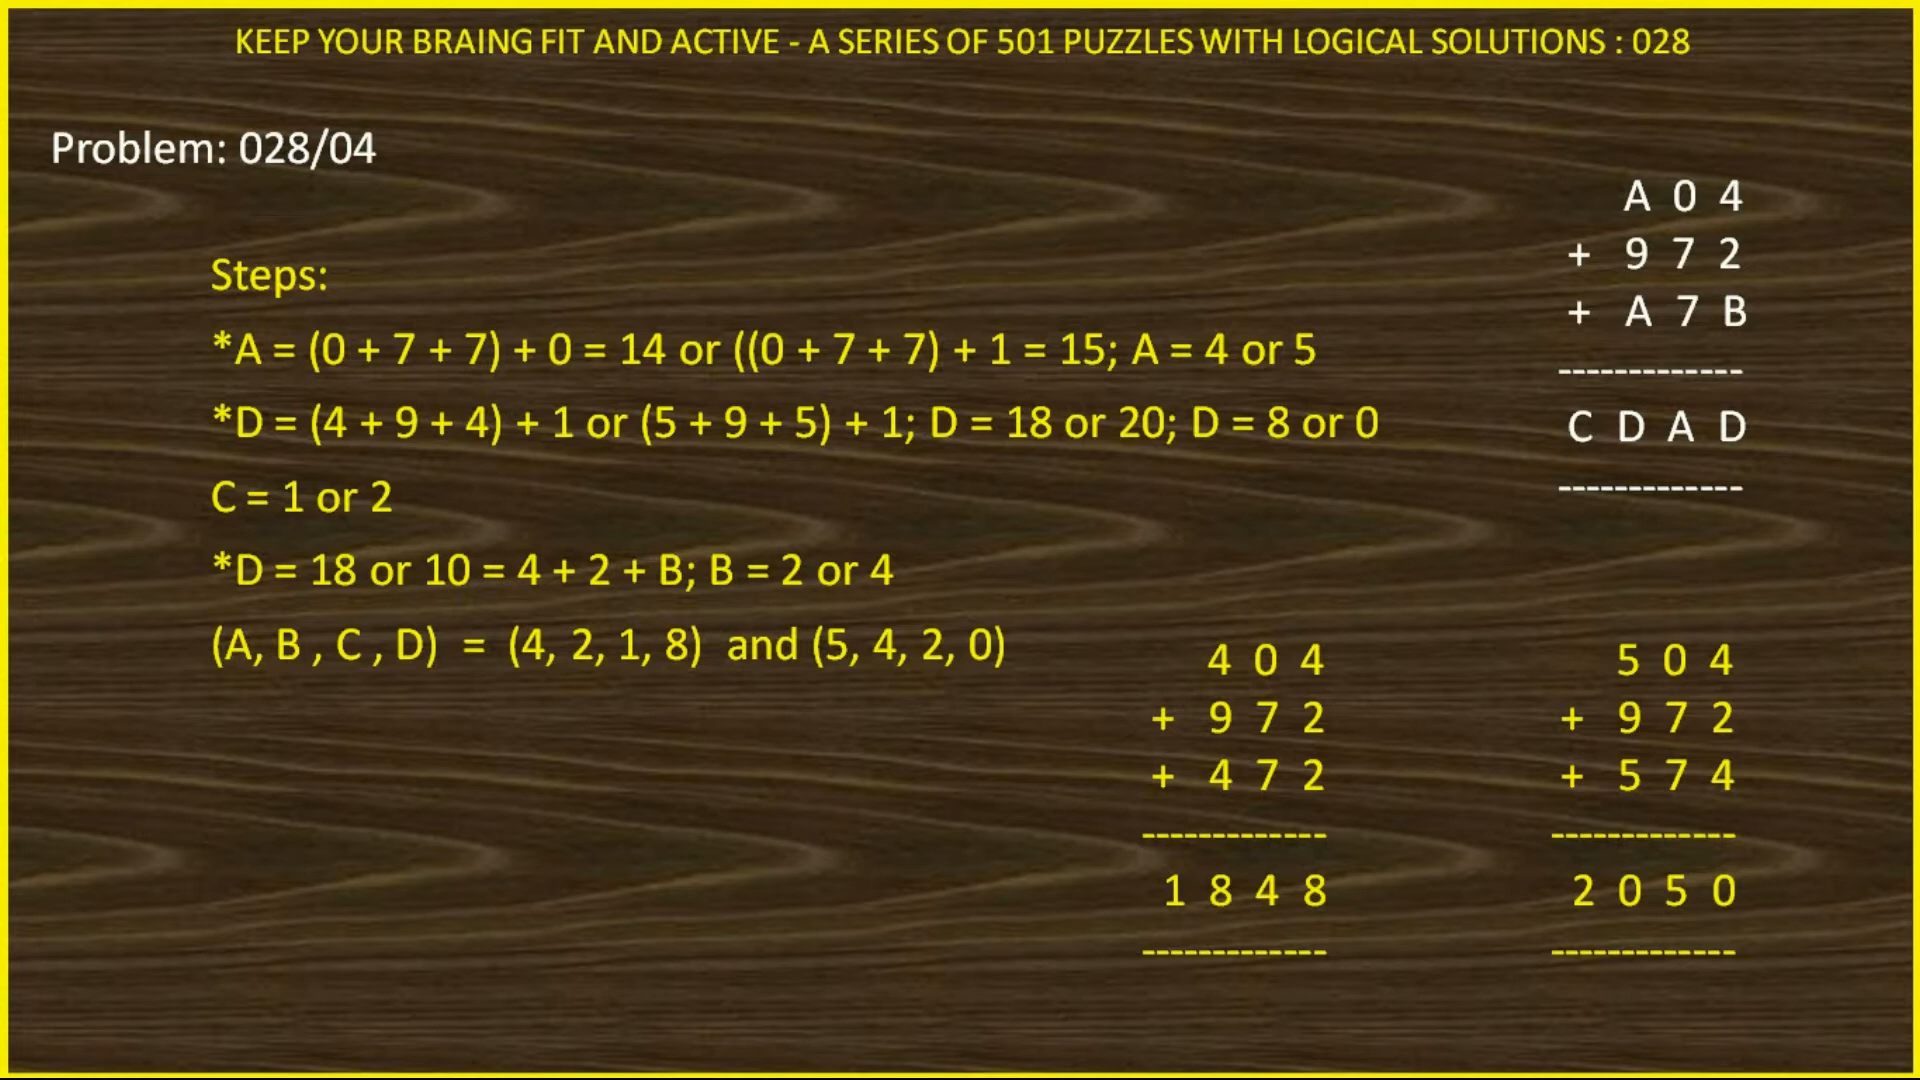 KEEP YOUR BRAING FIT AND ACTIVE - A SERIES OF 501 PUZZLES WITH LOGICAL SOLUTIONS : 028
Problem: 028/04
A 0 4
+ 9 7 2
+ A 7 B
-------------
C D A D
-------------
Steps:
*A = (0 + 7 + 7) + 0 = 14 or ((0 + 7 + 7) + 1 = 15; A = 4 or 5
*D = (4 + 9 + 4) + 1 or (5 + 9 + 5) + 1; D = 18 or 20; D = 8 or 0
C = 1 or 2
*D = 18 or 10 = 4 + 2 + B; B = 2 or 4
(A, B , C , D) = (4, 2, 1, 8) and (5, 4, 2, 0)
4 0 4
+ 9 7 2
+ 4 7 2
-------------
1 8 4 8
-------------
5 0 4
+ 9 7 2
+ 5 7 4
-------------
2 0 5 0
-------------